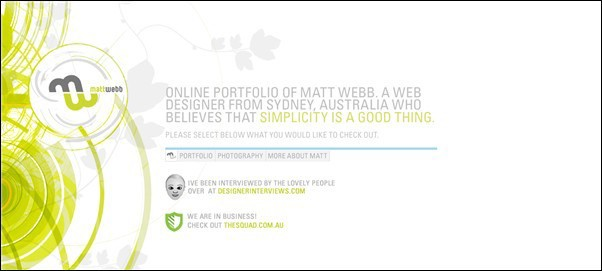 mattwebb
ONLINE PORTFOLIO OF MATT WEBB. A WEB
DESIGNER FROM SYDNEY, AUSTRALIA WHO
BELIEVES THAT SIMPLICITY IS A GOOD THING.
PLEASE SELECT BELOW WHAT YOU WOULD LIKE TO CHECK OUT.
PORTFOLIO PHOTOGRAPHY MORE ABOUT MATT
IVE BEEN INTERVIEWED BY THE LOVELY PEOPLE
OVER AT DESIGNERINTERVIEWS.COM
WE ARE IN BUSINESS!
CHECK OUT THESQUAD.COM.AU